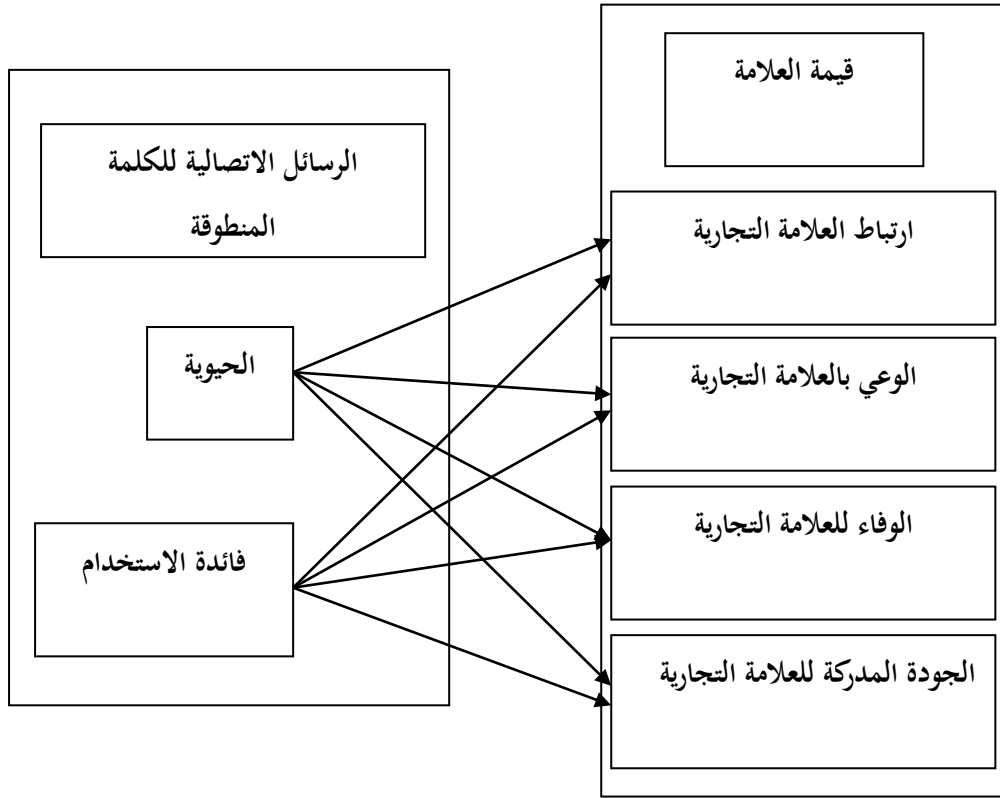 قيمة العلامة
الرسائل الاتصالية للكلمة
المنطوقة
ارتباط العلامة التجارية
الحيوية
الوعي بالعلامة التجارية
فائدة الاستخدام
الوفاء للعلامة التجارية
الجودة المدركة للعلامة التجارية